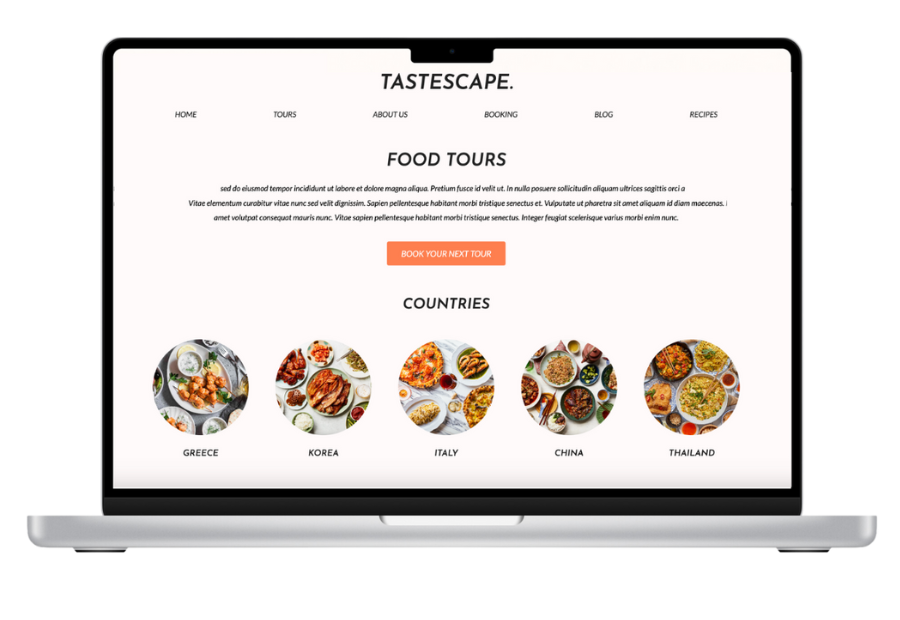 TASTESCAPE.
HOME TOURS ABOUT US BOOKING BLOG RECIPES
FOOD TOURS
sed do eiusmod tempor incididunt ut labore et dolore magna aliqua. Pretium fusce id velit ut. In nulla posuere sollicitudin aliquam ultrices sagittis orci a
Vitae elementum curabitur vitae nunc sed velit dignissim. Sapien pellentesque habitant morbi tristique senectus et. Vulputate ut pharetra sit amet aliquam id diam maecenas. I
amet volutpat consequat mauris nunc. Vitae sapien pellentesque habitant morbi tristique senectus. Integer feugiat scelerisque varius morbi enim nunc.
BOOK YOUR NEXT TOUR
COUNTRIES
GREECE KOREA ITALY CHINA THAILAND